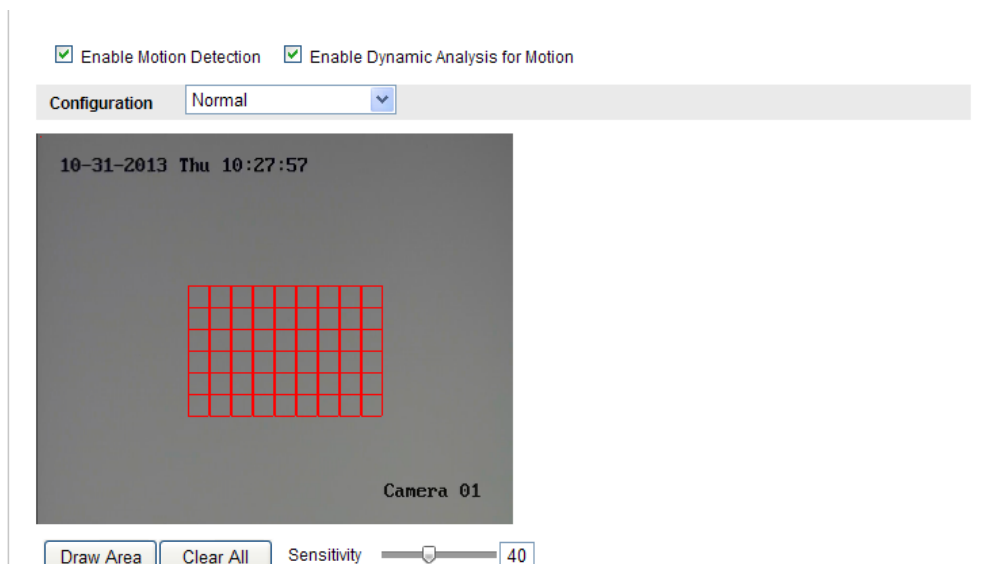 Enable Motion Detection Enable Dynamic Analysis for Motion
Configuration Normal
10-31-2013 Thu 10:27:57
Camera 01
Draw Area Clear All Sensitivity 40